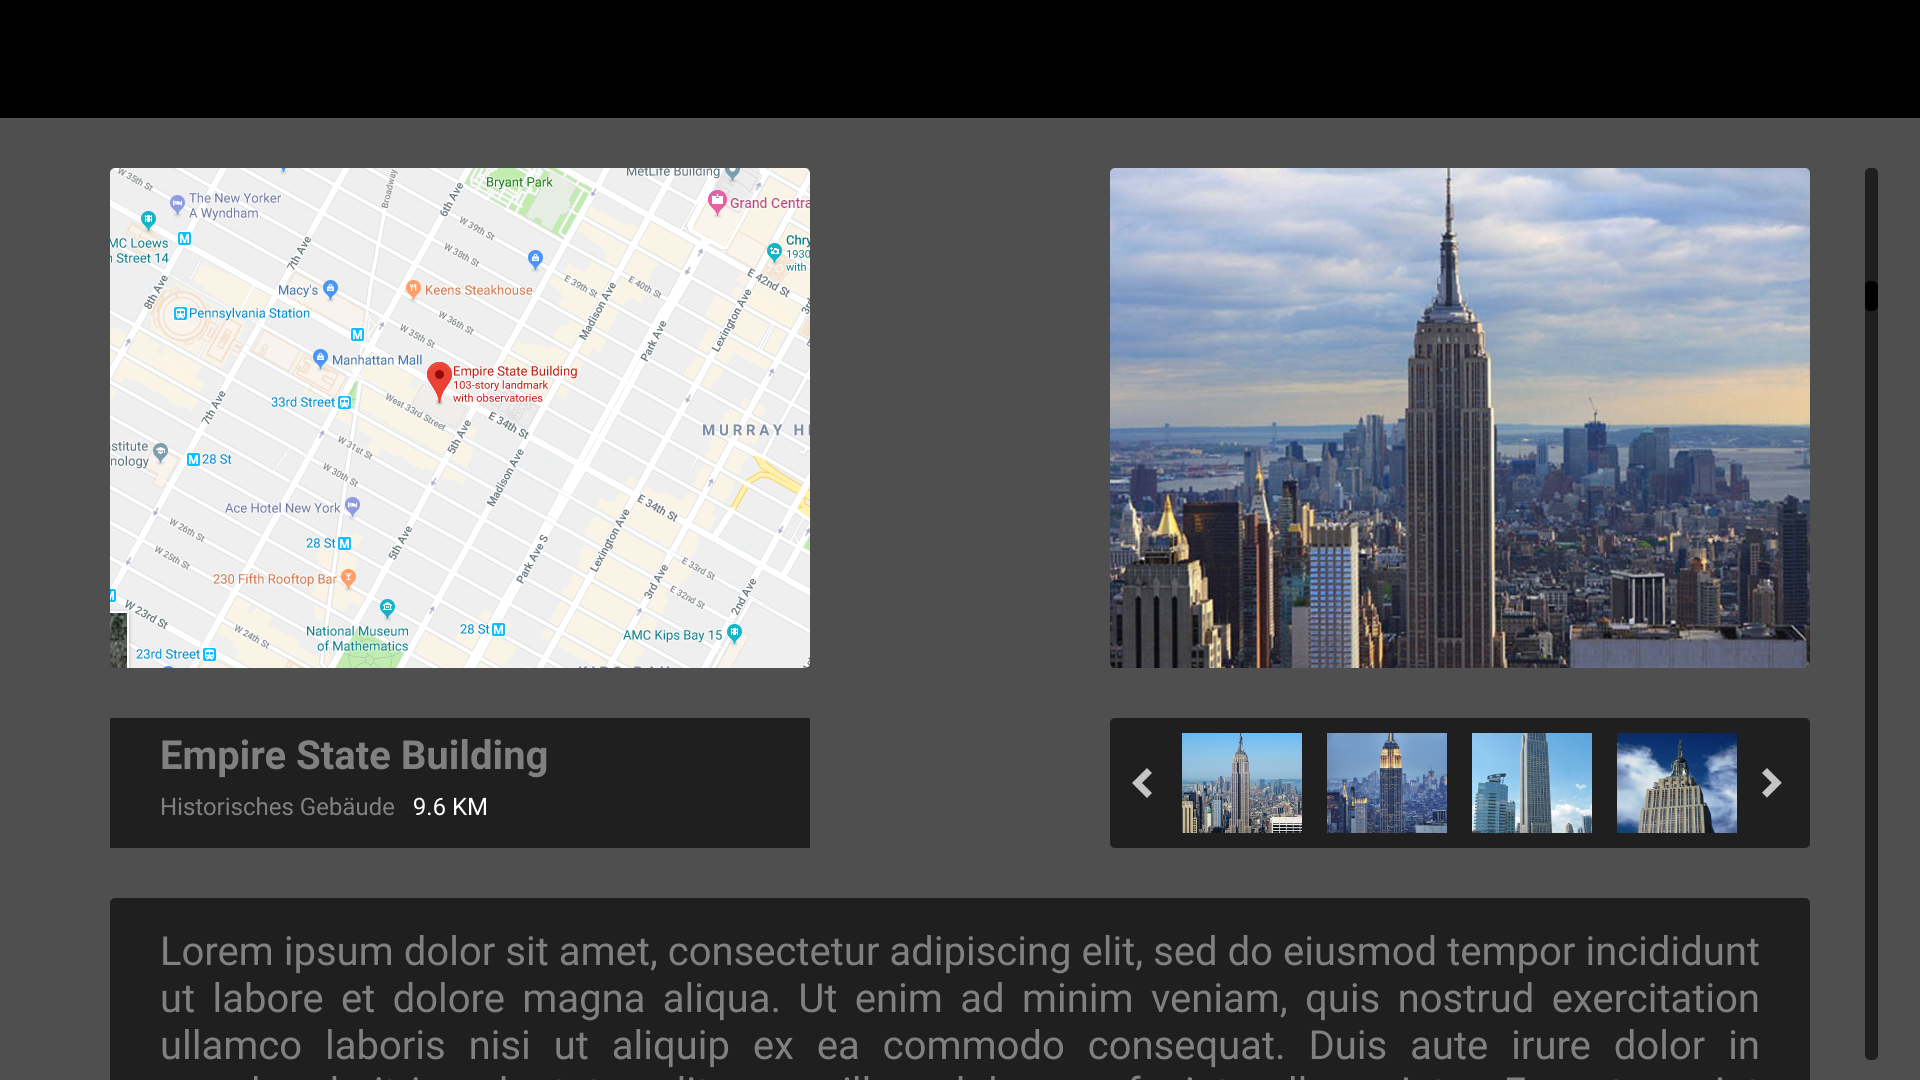 W 35th St
Broadway
6th Ave
Bryant Park
MetLife Building
The New Yorker
A Wyndham
Grand Centra
W 39th St
MC Loews
Street 14
M
7th Ave
W 38th St
Chry
1930
with
8th Ave
Macy's
Keens Steakhouse
E 39th St
E 40th St
E 42nd St
Madison Ave
Lexington Ave
Pennsylvania Station
W 36th St
W 35th St
M
Park Ave
Manhattan Mall
Empire State Building
103-story landmark
with observatories
33rd Street
West 33rd Street
7th Ave
E 34th St
5th Ave
MURRAY H
stitute
nology
M 28 St
W 31st St
W 30th St
Madison Ave
Ace Hotel New York
E 34th St
W 26th St
28 St M
5th Ave
Lexington Ave
W 25th St
Park Ave S
230 Fifth Rooftop Bar
3rd Ave
E 33rd St
E 32nd St
2nd Ave
W 23rd St
W 24th St
National Museum
of Mathematics
28 St M
AMC Kips Bay 15
23rd Street
Empire State Building
Historisches Gebäude 9.6 KM
Lorem ipsum dolor sit amet, consectetur adipiscing elit, sed do eiusmod tempor incididunt
ut labore et dolore magna aliqua. Ut enim ad minim veniam, quis nostrud exercitation
ullamco laboris nisi ut aliquip ex ea commodo consequat. Duis aute irure dolor in